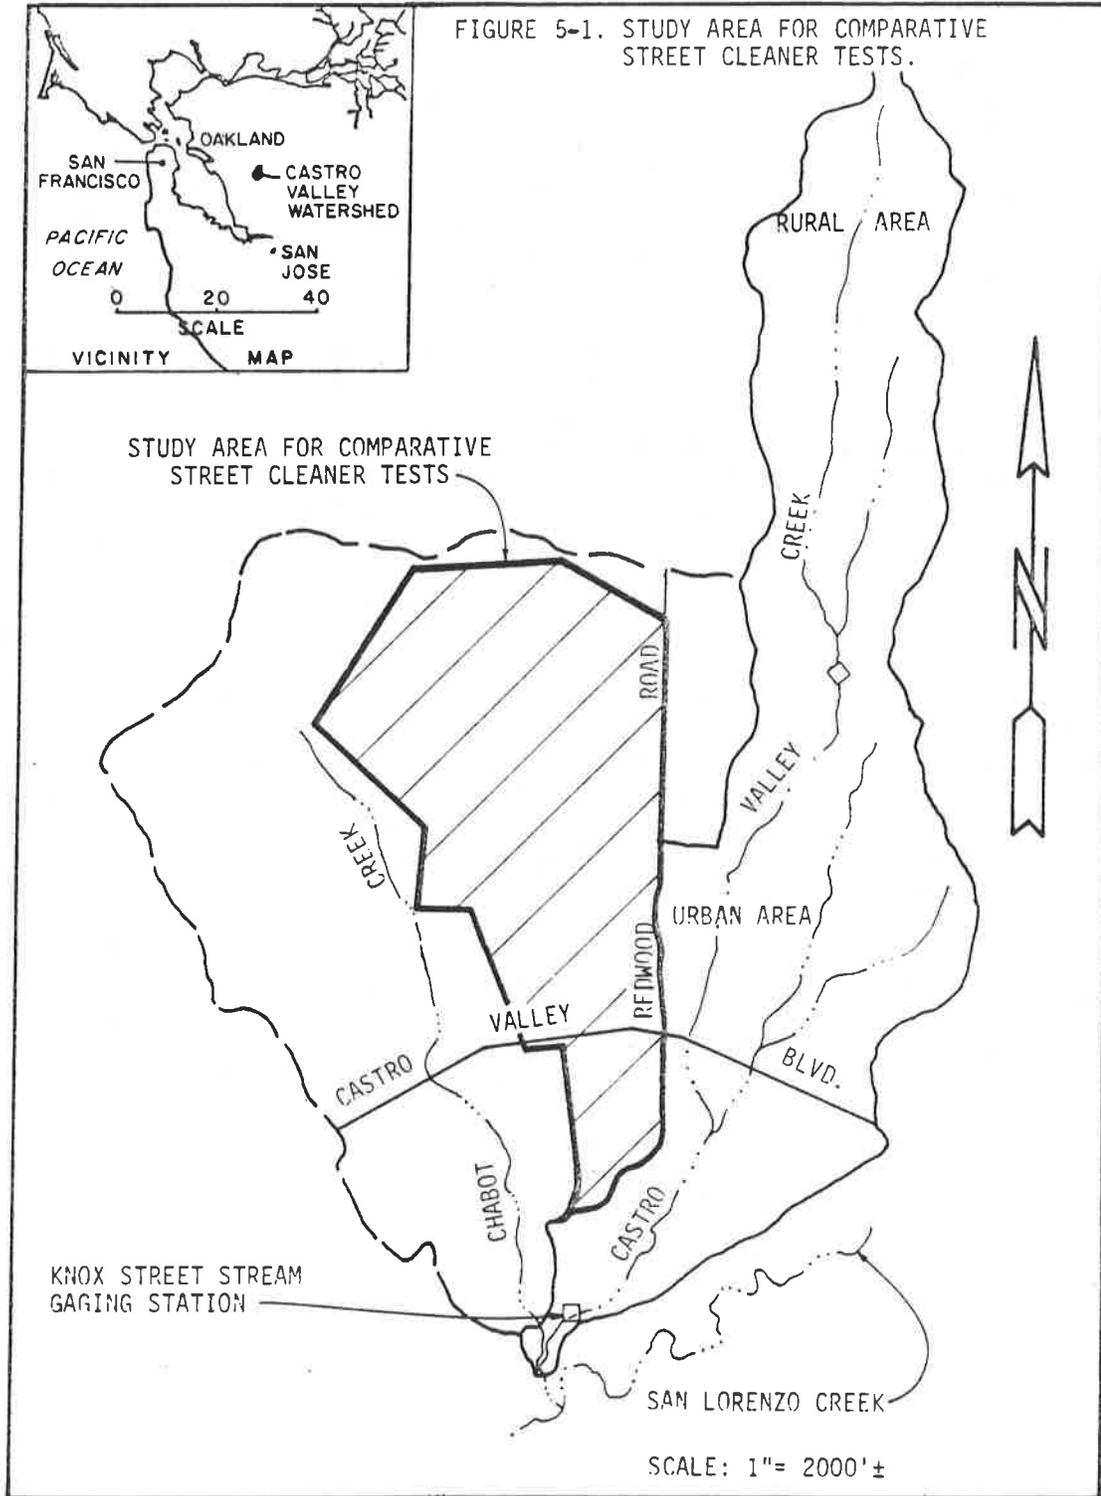 FIGURE 5-1. STUDY AREA FOR COMPARATIVE
STREET CLEANER TESTS.
OAKLAND
SAN
FRANCISCO
CASTRO
VALLEY
WATERSHED
PACIFIC
OCEAN
SAN
JOSE
0 20 40
SCALE
VICINITY MAP
RURAL AREA
STUDY AREA FOR COMPARATIVE
STREET CLEANER TESTS
CREEK
N
ROAD
VALLEY
CREEK
URBAN AREA
REDWOOD
VALLEY
CASTRO
BLVD.
CHABOT
CASTRO
KNOX STREET STREAM
GAGING STATION
SAN LORENZO CREEK
SCALE: 1"= 2000'±